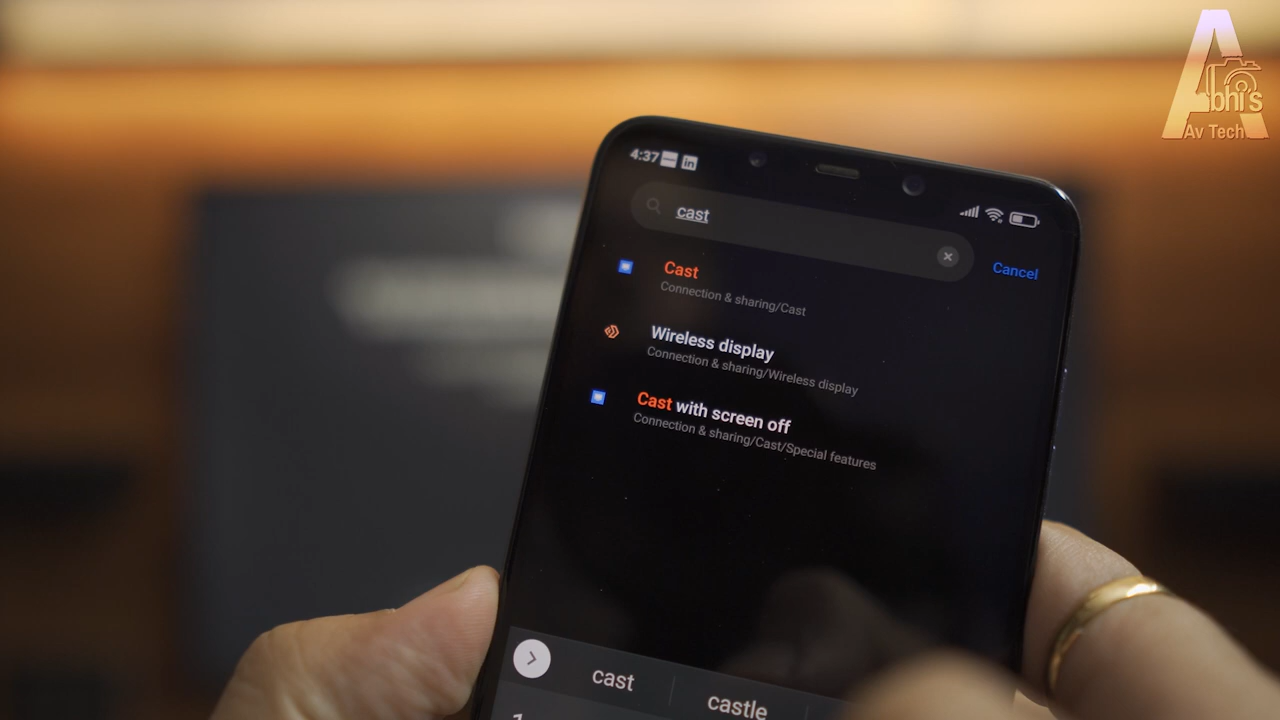 Abhi's
Av Tech
4:37
cast
Cancel
Cast
Connection & sharing/Cast
Wireless display
Connection & sharing/Wireless display
Cast with screen off
Connection & sharing/Cast/Special features
cast
castle